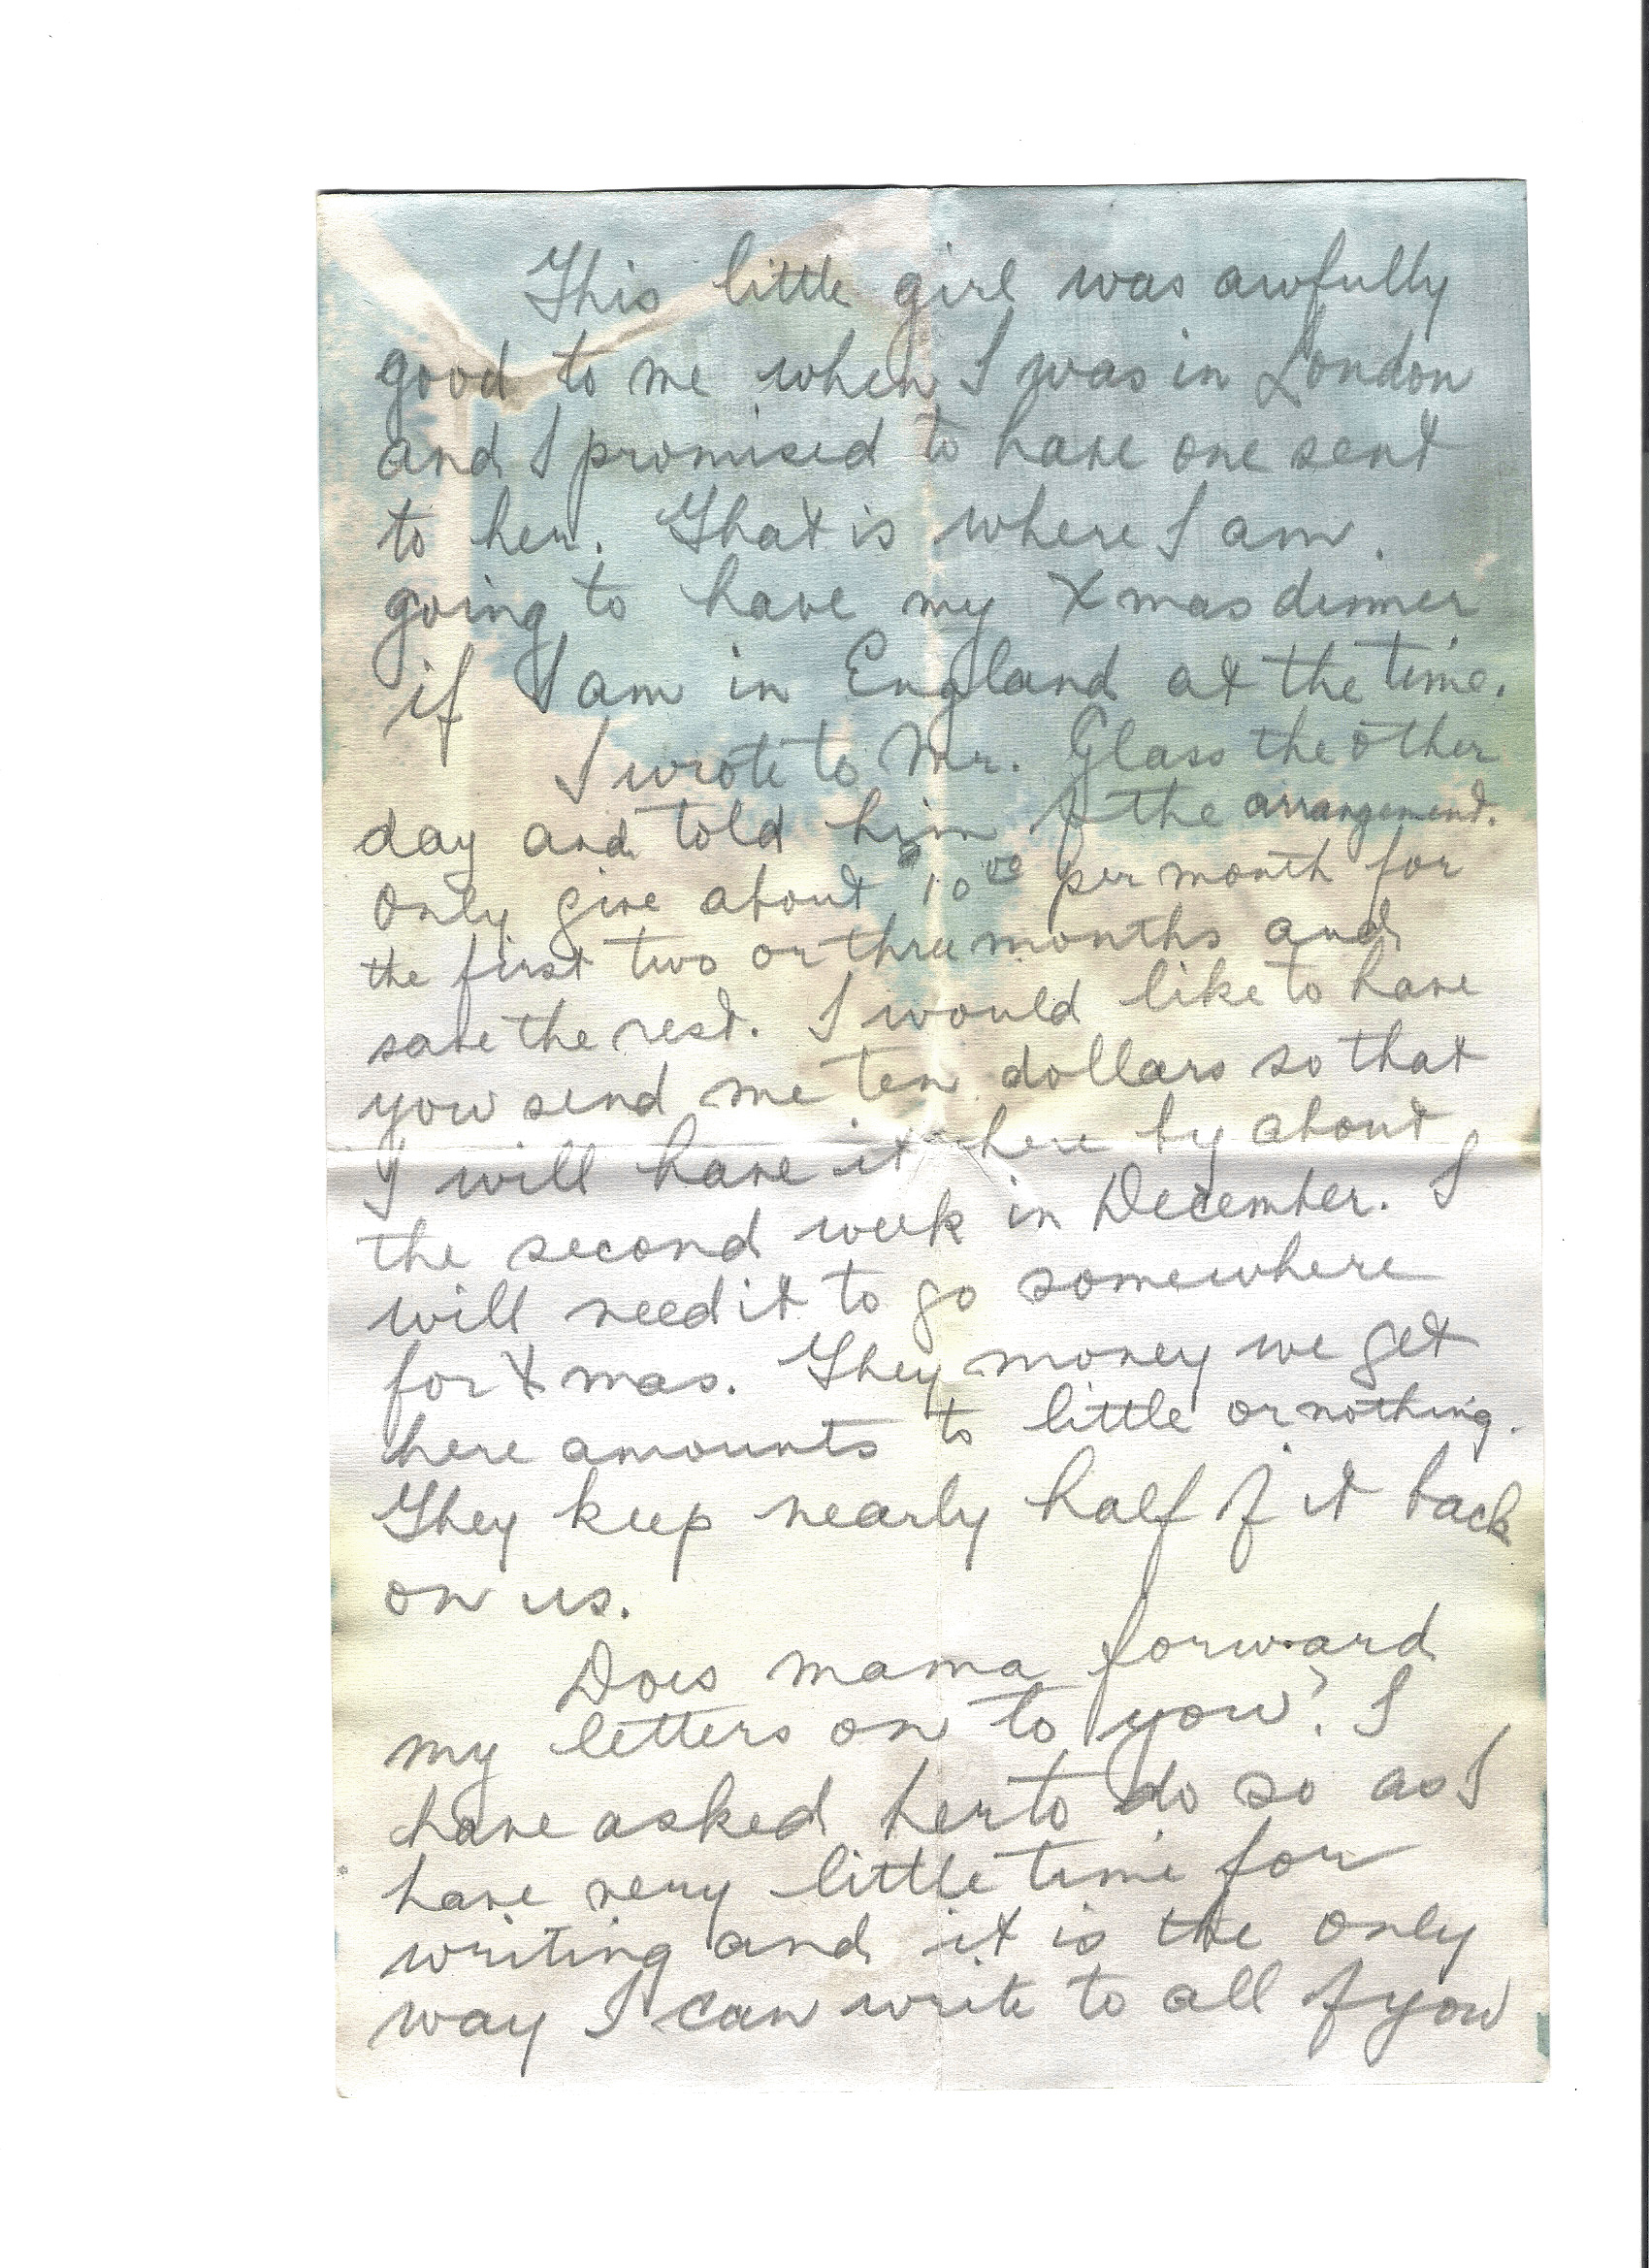 This little girl was awfully
good to me when I was in London
and I promised to have one sent
to her. That is where I am.
going to have my Xmas dinner
if I am in England at the time.
I wrote to Mr. Glass the other
day and told him of the arrangement.
Only give about 10 00 per month for
the first two or three months and
save the rest. I would like to have
you send me ten dollars so that
I will have it here by about
the second week in December. I
will need it to go somewhere
for Xmas. They money we get
here amounts to little or nothing.
They keep nearly half of it back
on us.
Does mama forward
my letters on to you? I
have asked her to do so as I
have very little time for
writing and it is the only
way I can write to all of you